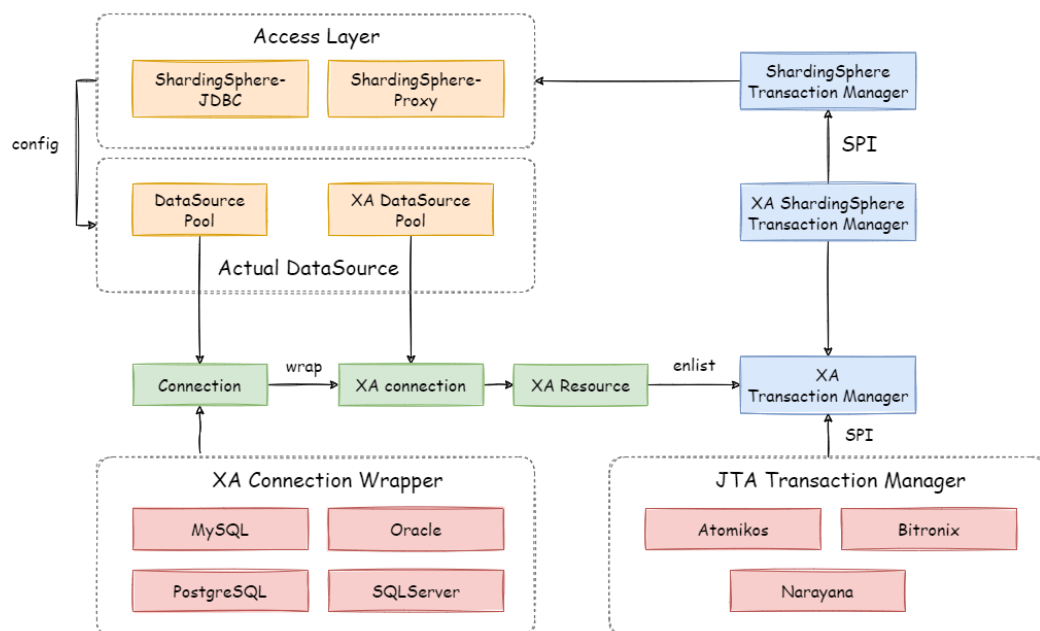 Access Layer
ShardingSphere-
JDBC
ShardingSphere-
Proxy
ShardingSphere
Transaction Manager
config
SPI
DataSource
Pool
XA DataSource
Pool
XA ShardingSphere
Transaction Manager
Actual DataSource
Connection
wrap
XA connection
XA Resource
enlist
XA
Transaction Manager
SPI
XA Connection Wrapper
MySQL
Oracle
PostgreSQL
SQLServer
JTA Transaction Manager
Atomikos
Bitronix
Narayana